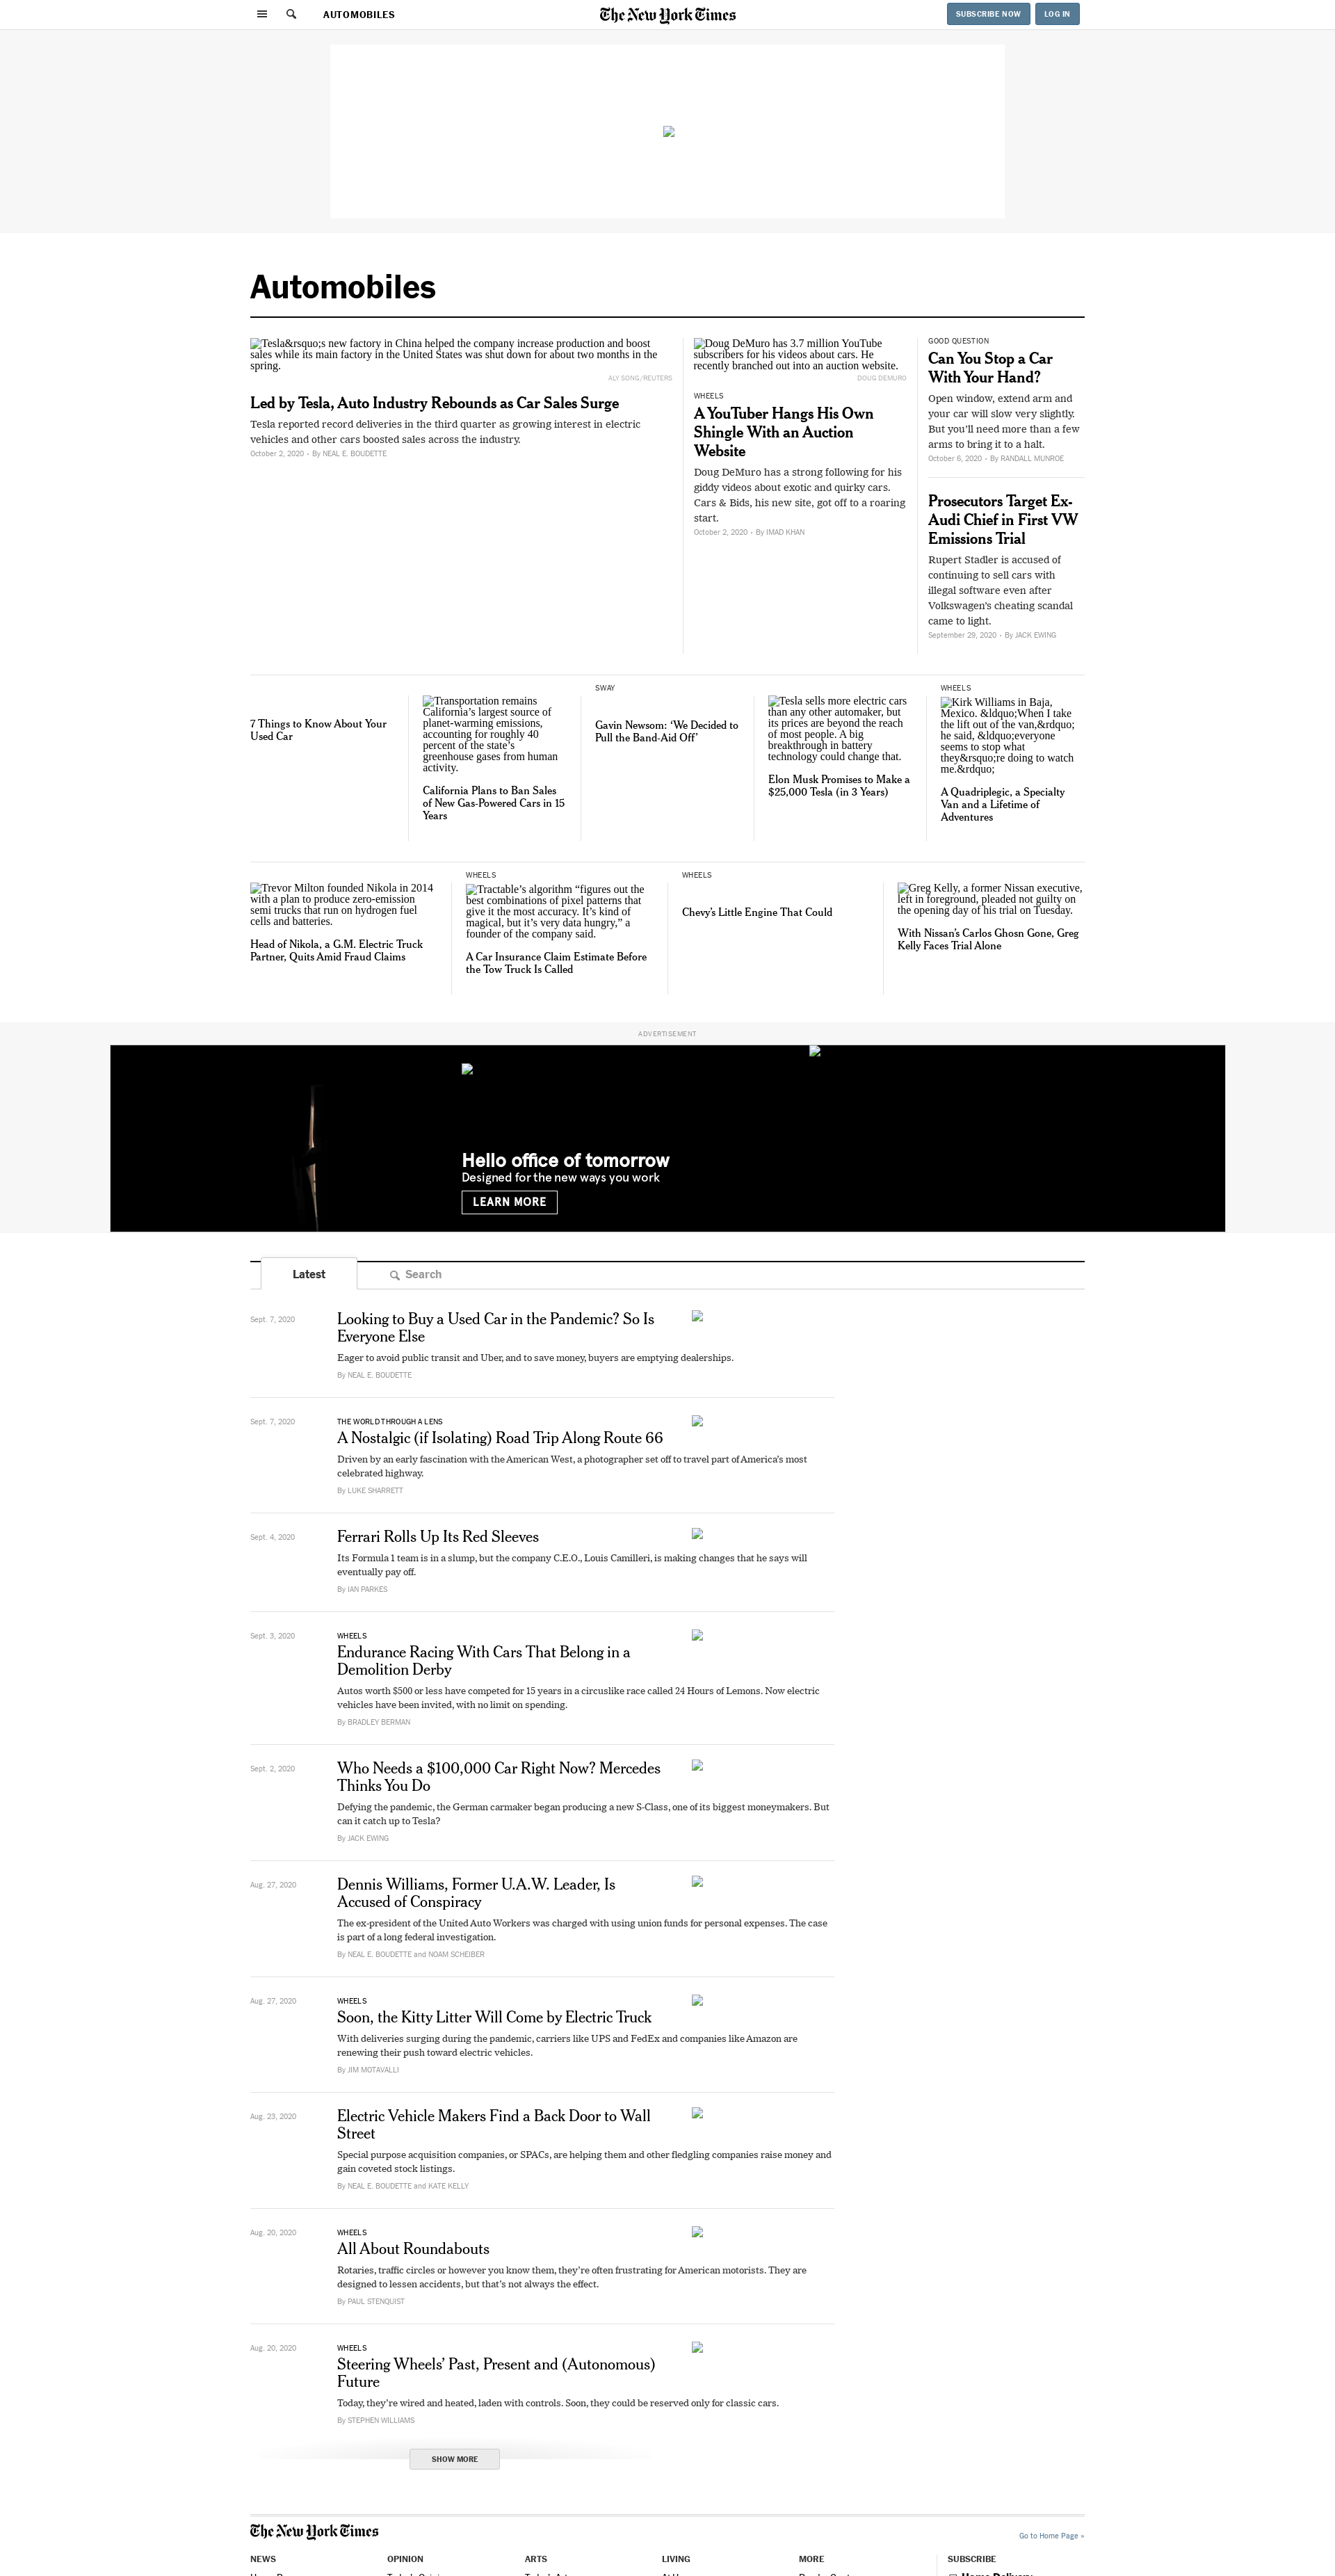 AUTOMOBILES
The New York Times
SUBSCRIBE NOW
LOG IN
Automobiles
Tesla&rsquo;s new factory in China helped the company increase production and boost
sales while its main factory in the United States was shut down for about two months in the
spring.
ALY SONG/REUTERS
Led by Tesla, Auto Industry Rebounds as Car Sales Surge
Tesla reported record deliveries in the third quarter as growing interest in electric
vehicles and other cars boosted sales across the industry.
October 2, 2020 • By NEAL E. BOUDETTE
Doug DeMuro has 3.7 million YouTube
subscribers for his videos about cars. He
recently branched out into an auction website.
DOUG DEMURO
WHEELS
A YouTuber Hangs His Own
Shingle With an Auction
Website
Doug DeMuro has a strong following for his
giddy videos about exotic and quirky cars.
Cars & Bids, his new site, got off to a roaring
start.
October 2, 2020 • By IMAD KHAN
GOOD QUESTION
Can You Stop a Car
With Your Hand?
Open window, extend arm and
your car will slow very slightly.
But you'll need more than a few
arms to bring it to a halt.
October 6, 2020 • By RANDALL MUNROE
Prosecutors Target Ex-
Audi Chief in First VW
Emissions Trial
Rupert Stadler is accused of
continuing to sell cars with
illegal software even after
Volkswagen's cheating scandal
came to light.
September 29, 2020 • By JACK EWING
7 Things to Know About Your
Used Car
Transportation remains
California's largest source of
planet-warming emissions,
accounting for roughly 40
percent of the state's
greenhouse gases from human
activity.
California Plans to Ban Sales
of New Gas-Powered Cars in 15
Years
SWAY
Gavin Newsom: 'We Decided to
Pull the Band-Aid Off'
Tesla sells more electric cars
than any other automaker, but
its prices are beyond the reach
of most people. A big
breakthrough in battery
technology could change that.
Elon Musk Promises to Make a
$25,000 Tesla (in 3 Years)
WHEELS
Kirk Williams in Baja,
Mexico. &ldquo;When I take
the lift out of the van,&rdquo;
he said, &ldquo;everyone
seems to stop what
they&rsquo;re doing to watch
me.&rdquo;
A Quadriplegic, a Specialty
Van and a Lifetime of
Adventures
Trevor Milton founded Nikola in 2014
with a plan to produce zero-emission
semi trucks that run on hydrogen fuel
cells and batteries.
Head of Nikola, a G.M. Electric Truck
Partner, Quits Amid Fraud Claims
WHEELS
Tractable's algorithm "figures out the
best combinations of pixel patterns that
give it the most accuracy. It's kind of
magical, but it's very data hungry," a
founder of the company said.
A Car Insurance Claim Estimate Before
the Tow Truck Is Called
WHEELS
Chevy's Little Engine That Could
Greg Kelly, a former Nissan executive,
left in foreground, pleaded not guilty on
the opening day of his trial on Tuesday.
With Nissan's Carlos Ghosn Gone, Greg
Kelly Faces Trial Alone
ADVERTISEMENT
Hello office of tomorrow
Designed for the new ways you work
LEARN MORE
Latest
Search
Sept. 7, 2020
Looking to Buy a Used Car in the Pandemic? So Is
Everyone Else
Eager to avoid public transit and Uber, and to save money, buyers are emptying dealerships.
By NEAL E. BOUDETTE
Sept. 7, 2020
THE WORLD THROUGH A LENS
A Nostalgic (if Isolating) Road Trip Along Route 66
Driven by an early fascination with the American West, a photographer set off to travel part of America's most
celebrated highway.
By LUKE SHARRETT
Sept. 4, 2020
Ferrari Rolls Up Its Red Sleeves
Its Formula 1 team is in a slump, but the company C.E.O., Louis Camilleri, is making changes that he says will
eventually pay off.
By IAN PARKES
Sept. 3, 2020
WHEELS
Endurance Racing With Cars That Belong in a
Demolition Derby
Autos worth $500 or less have competed for 15 years in a circuslike race called 24 Hours of Lemons. Now electric
vehicles have been invited, with no limit on spending.
By BRADLEY BERMAN
Sept. 2, 2020
Who Needs a $100,000 Car Right Now? Mercedes
Thinks You Do
Defying the pandemic, the German carmaker began producing a new S-Class, one of its biggest moneymakers. But
can it catch up to Tesla?
By JACK EWING
Aug. 27, 2020
Dennis Williams, Former U.A.W. Leader, Is
Accused of Conspiracy
The ex-president of the United Auto Workers was charged with using union funds for personal expenses. The case
is part of a long federal investigation.
By NEAL E. BOUDETTE and NOAM SCHEIBER
Aug. 27, 2020
WHEELS
Soon, the Kitty Litter Will Come by Electric Truck
With deliveries surging during the pandemic, carriers like UPS and FedEx and companies like Amazon are
renewing their push toward electric vehicles.
By JIM MOTAVALLI
Aug. 23, 2020
Electric Vehicle Makers Find a Back Door to Wall
Street
Special purpose acquisition companies, or SPACs, are helping them and other fledgling companies raise money and
gain coveted stock listings.
By NEAL E. BOUDETTE and KATE KELLY
Aug. 20, 2020
WHEELS
All About Roundabouts
Rotaries, traffic circles or however you know them, they're often frustrating for American motorists. They are
designed to lessen accidents, but that's not always the effect.
By PAUL STENQUIST
Aug. 20, 2020
WHEELS
Steering Wheels' Past, Present and (Autonomous)
Future
Today, they're wired and heated, laden with controls. Soon, they could be reserved only for classic cars.
By STEPHEN WILLIAMS
SHOW MORE
The New York Times
Go to Home Page »
NEWS
OPINION
ARTS
LIVING
MORE
SUBSCRIBE